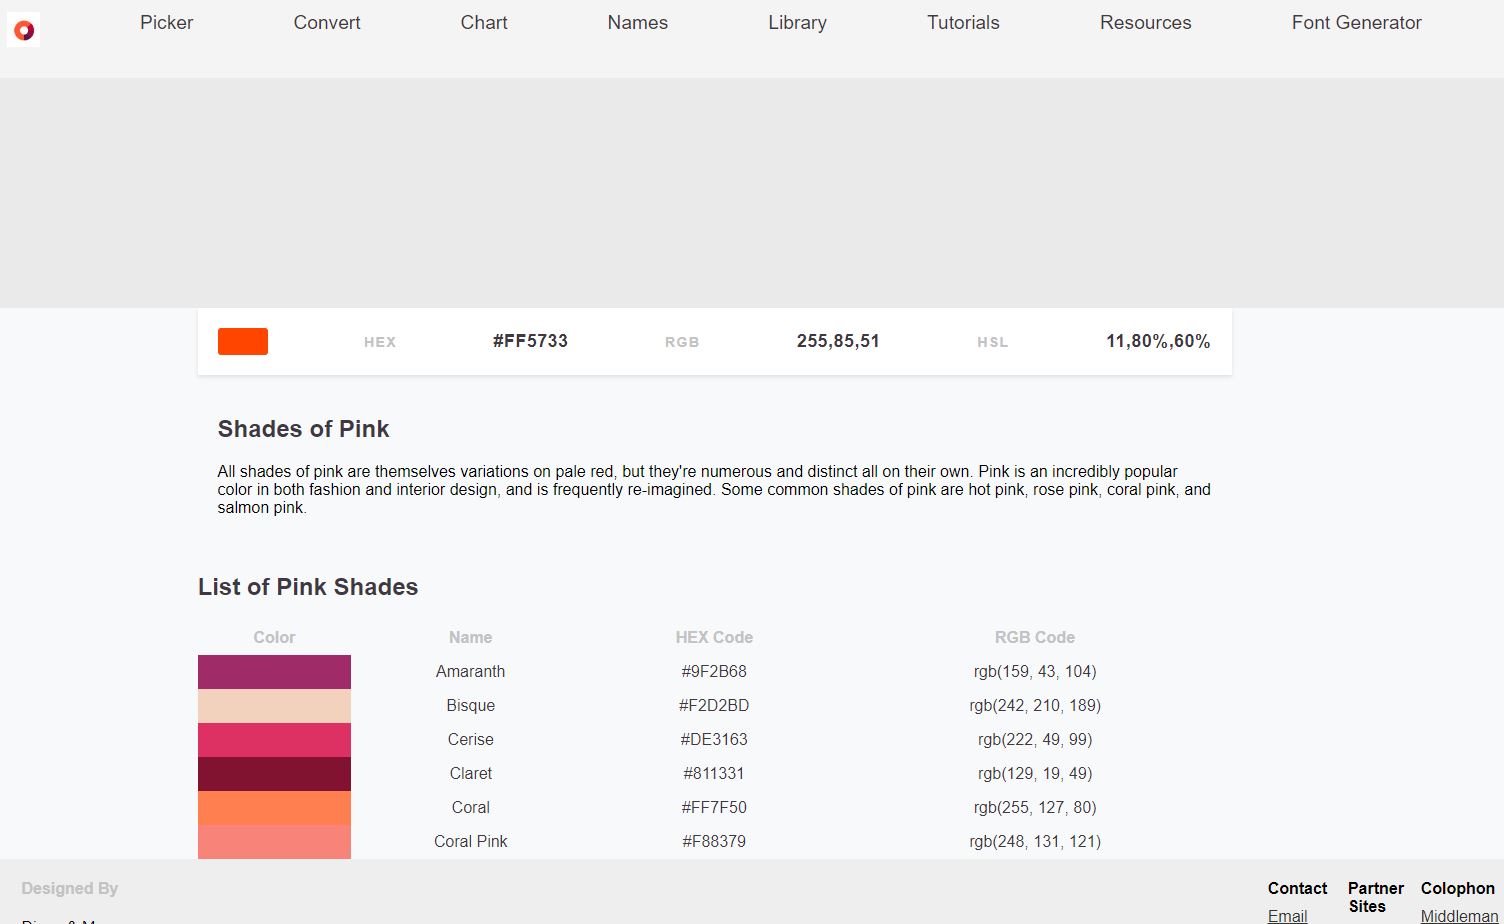 Picker Convert Chart Names Library Tutorials Resources Font Generator
HEX #FF5733 RGB 255,85,51 HSL 11,80%,60%
Shades of Pink
All shades of pink are themselves variations on pale red, but they're numerous and distinct all on their own. Pink is an incredibly popular
color in both fashion and interior design, and is frequently re-imagined. Some common shades of pink are hot pink, rose pink, coral pink, and
salmon pink.
List of Pink Shades
Color Name HEX Code RGB Code
Amaranth #9F2B68 rgb(159, 43, 104)
Bisque #F2D2BD rgb(242, 210, 189)
Cerise #DE3163 rgb(222, 49, 99)
Claret #811331 rgb(129, 19, 49)
Coral #FF7F50 rgb(255, 127, 80)
Coral Pink #F88379 rgb(248, 131, 121)
Designed By
Contact
Email
Partner
Sites
Colophon
Middleman